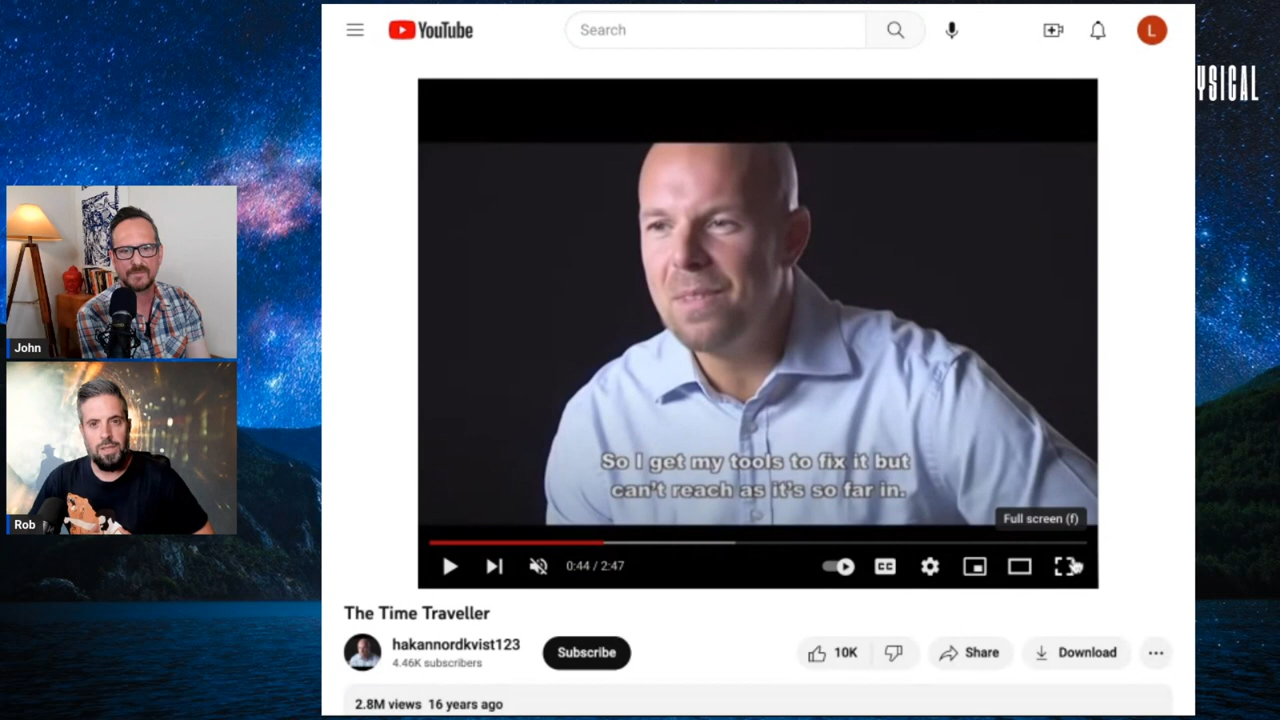 YouTube
Search
L
YSICAL
John
Rob
So I get my tools to fix it but
can't reach as it's so far in.
Full screen (f)
0:44 / 2:47
CC
The Time Traveller
hakannordkvist123
4.46K subscribers
Subscribe
10K
Share
Download
2.8M views 16 years ago